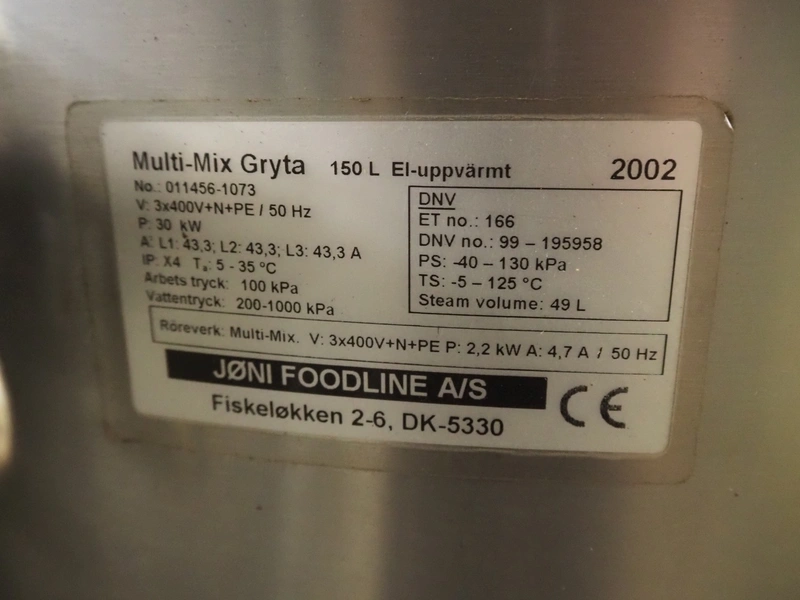 Multi-Mix Gryta 150 L El-uppvärmt 2002
No.: 011456-1073
V: 3x400V+N+PE / 50 Hz
P: 30 kW
A: L1: 43,3; L2: 43,3; L3: 43,3 A
IP: X4 Ta: 5 - 35 °C
Arbets tryck: 100 kPa
Vattentryck: 200-1000 kPa
DNV
ET no.: 166
DNV no.: 99 – 195958
PS: -40 – 130 kPa
TS: -5 – 125 °C
Steam volume: 49 L
Röreverk: Multi-Mix. V: 3x400V+N+PE P: 2,2 kW A: 4,7 A / 50 Hz
JØNI FOODLINE A/S
Fiskeløkken 2-6, DK-5330
CE